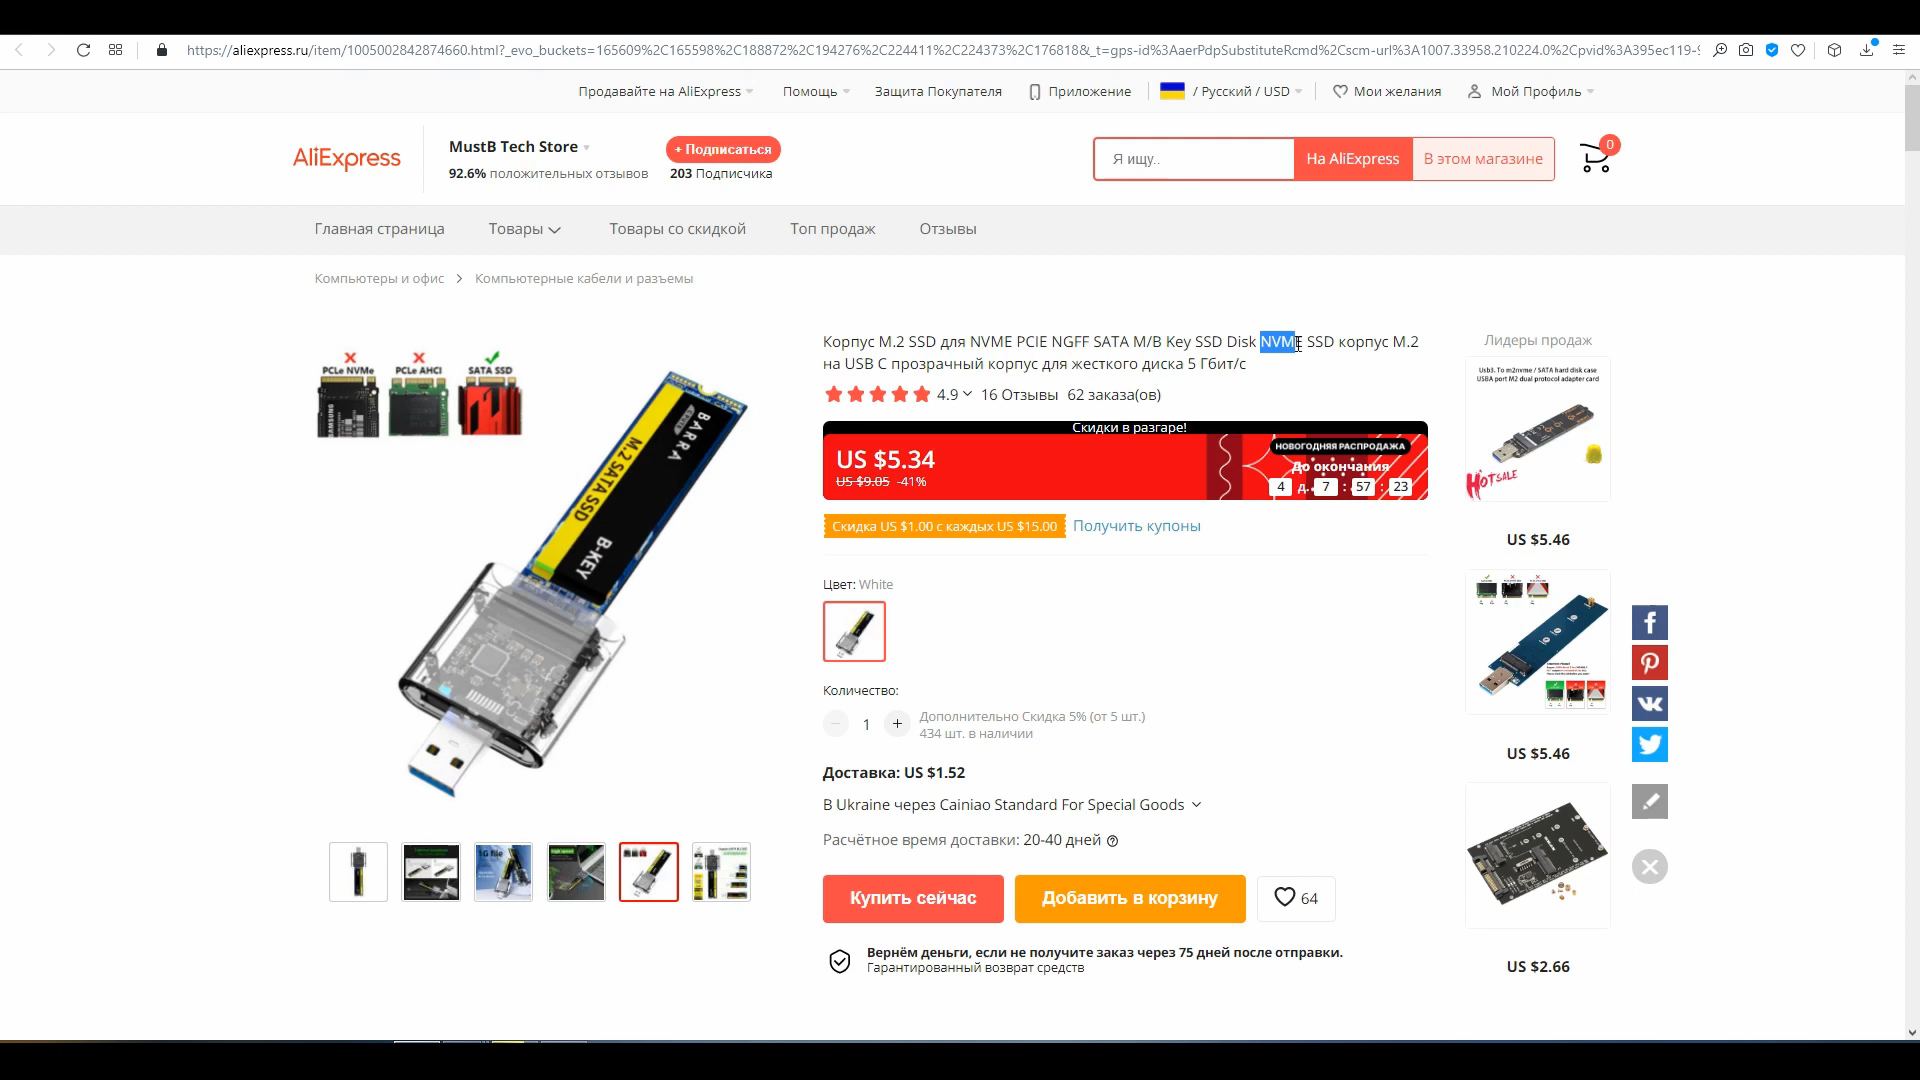 https://aliexpress.ru/item/1005002842874660.html?_evo_buckets=165609%2C165598%2C188872%2C194276%2C224411%2C224373%2C176818&_t=gps-id%3AaerPdpSubstituteRcmd%2Cscm-url%3A1007.33958.210224.0%2Cpvid%3A395ec119-9
Продавайте на AliExpress
Помощь
Защита Покупателя
Приложение
/ Русский / USD
Мои желания
Мой Профиль
AliExpress
MustB Tech Store
92.6% положительных отзывов
+ Подписаться
203 Подписчика
Я ищу..
На AliExpress
В этом магазине
0
Главная страница
Товары
Товары со скидкой
Топ продаж
Отзывы
Компьютеры и офис > Компьютерные кабели и разъемы
PCLe NVMe
PCLe AHCI
SATA SSD
SAMSUNG
BARRA
M.2 SATA SSD
B-KEY
Корпус M.2 SSD для NVME PCIE NGFF SATA M/B Key SSD Disk NVME SSD корпус M.2
на USB C прозрачный корпус для жесткого диска 5 Гбит/с
4.9
16 Отзывы
62 заказа(ов)
Скидки в разгаре!
US $5.34
US $9.05 -41%
НОВОГОДНЯЯ РАСПРОДАЖА
До окончания
4 д. 7 : 57 : 23
Скидка US $1.00 с каждых US $15.00
Получить купоны
Цвет: White
Количество:
1
Дополнительно Скидка 5% (от 5 шт.)
434 шт. в наличии
Доставка: US $1.52
В Ukraine через Cainiao Standard For Special Goods
Расчётное время доставки: 20-40 дней
Купить сейчас
Добавить в корзину
64
Вернём деньги, если не получите заказ через 75 дней после отправки.
Гарантированный возврат средств
Лидеры продаж
Usb3. To m2nvme / SATA hard disk case
USBA port M2 dual protocol adapter card
HOT SALE
US $5.46
US $5.46
US $2.66